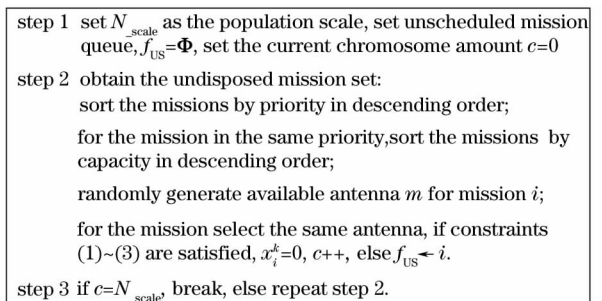 step 1 set N_scale as the population scale, set unscheduled mission
queue, f_US=Φ, set the current chromosome amount c=0
step 2 obtain the undisposed mission set:
sort the missions by priority in descending order;
for the mission in the same priority,sort the missions by
capacity in descending order;
randomly generate available antenna m for mission i;
for the mission select the same antenna, if constraints
(1)~(3) are satisfied, x_i^k=0, c++, else f_US←i.
step 3 if c=N_scale, break, else repeat step 2.